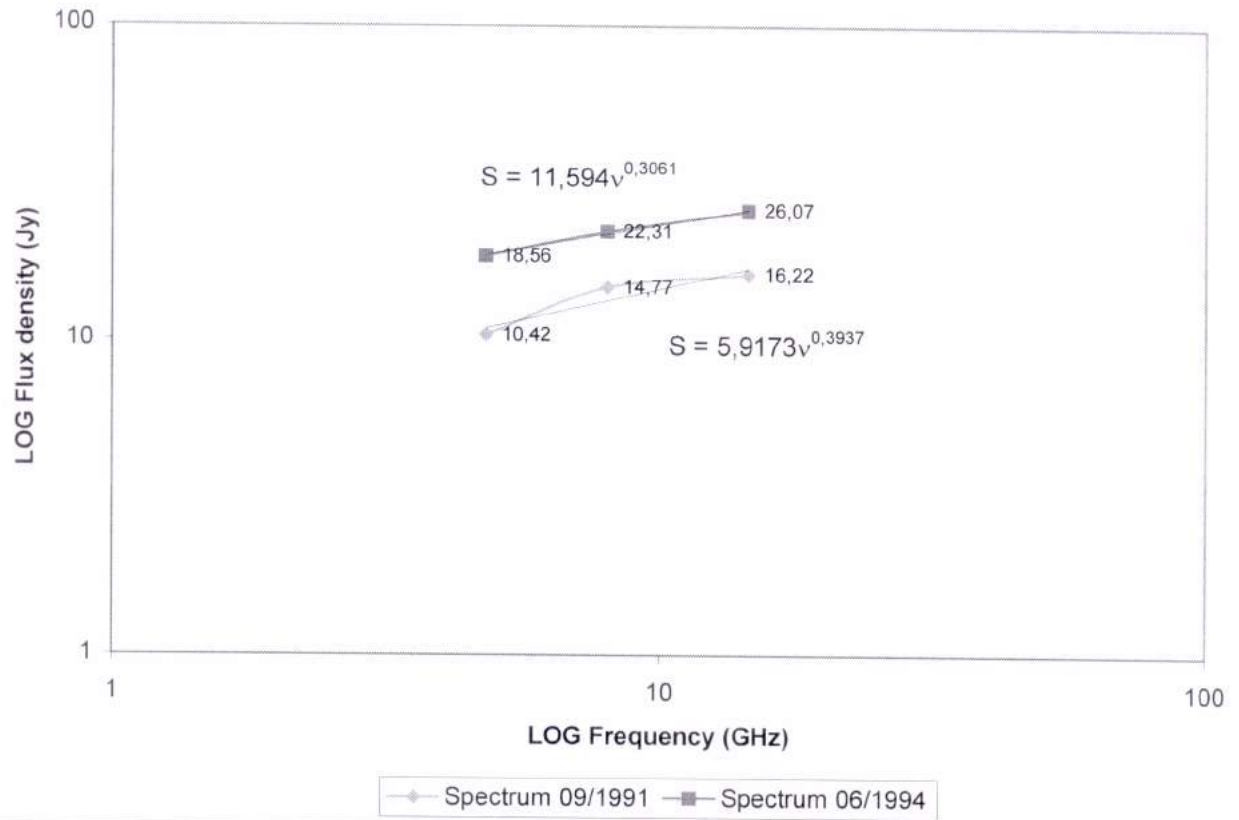 100
S = 11,594ν^0,3061
26,07
22,31
18,56
16,22
14,77
10,42
10
S = 5,9173ν^0,3937
1
1 10 100
LOG Flux density (Jy)
LOG Frequency (GHz)
Spectrum 09/1991 Spectrum 06/1994